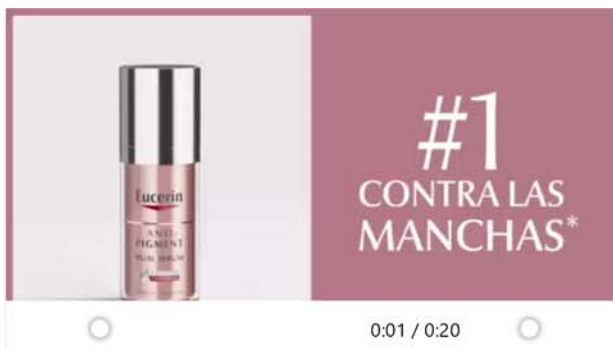 Eucerin
ANTI-
PIGMENT
DUAL SERUM
#1
CONTRA LAS
MANCHAS*
0:01 / 0:20